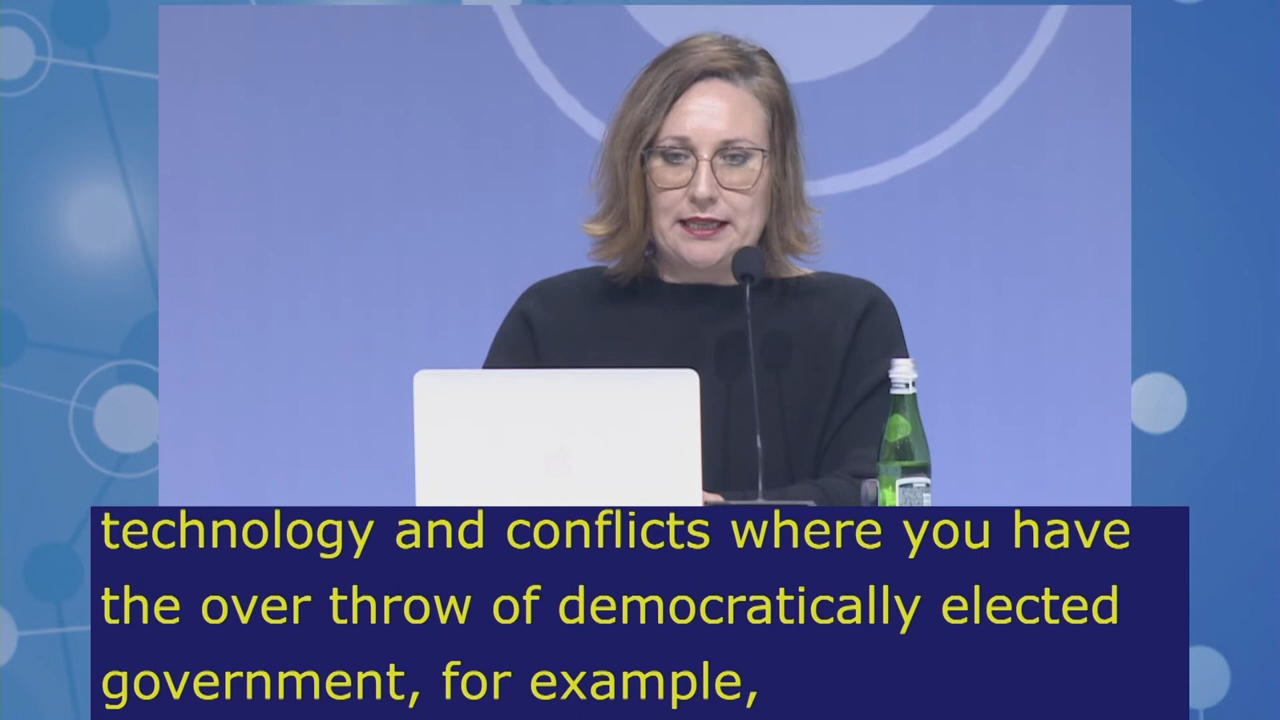 technology and conflicts where you have
the over throw of democratically elected
government, for example,